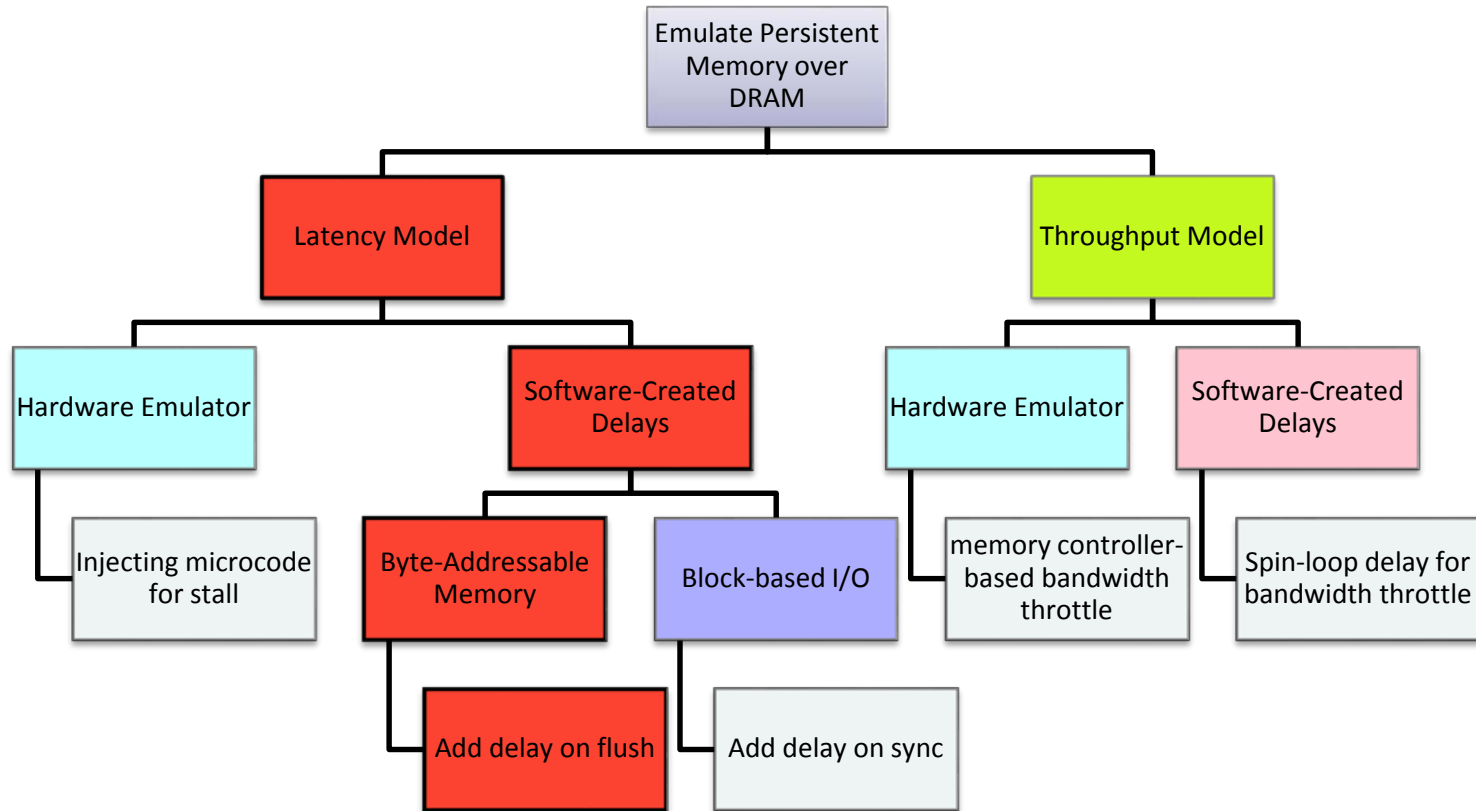 Emulate Persistent
Memory over
DRAM
Latency Model
Throughput Model
Hardware Emulator
Software-Created
Delays
Hardware Emulator
Software-Created
Delays
Injecting microcode
for stall
Byte-Addressable
Memory
Block-based I/O
memory controller-
based bandwidth
throttle
Spin-loop delay for
bandwidth throttle
Add delay on flush
Add delay on sync